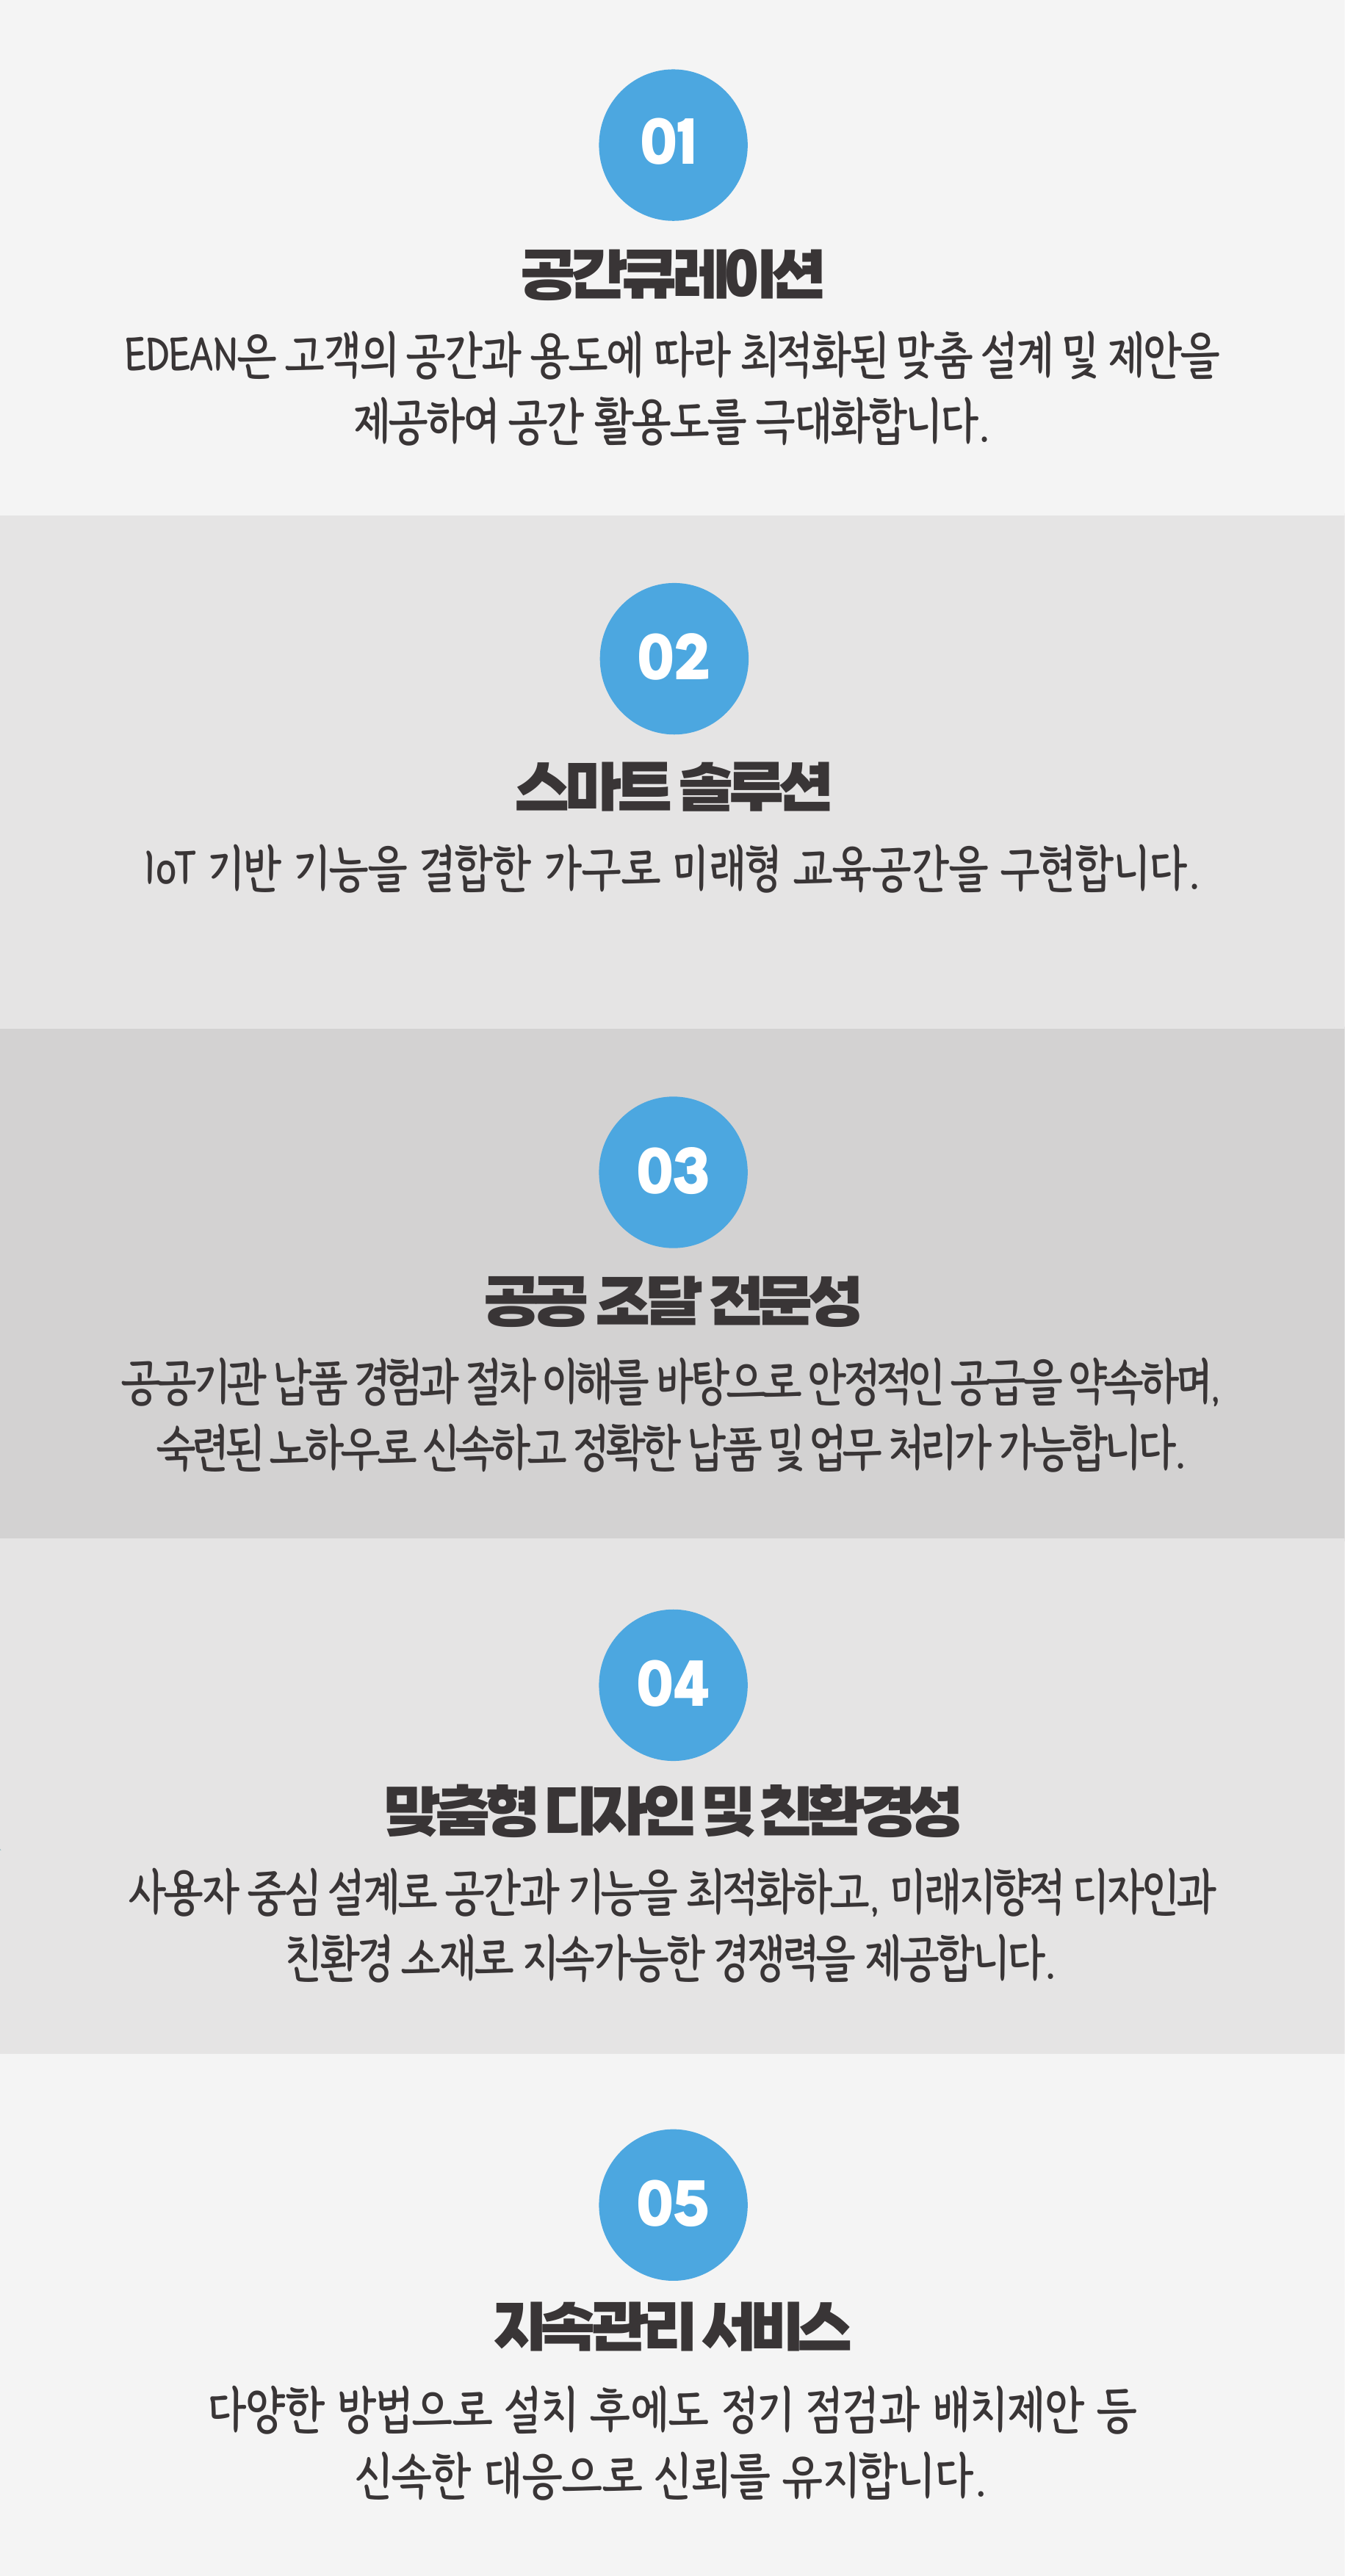 01
공간큐레이션
EDEAN은 고객의 공간과 용도에 따라 최적화된 맞춤 설계 및 제안을
제공하여 공간 활용도를 극대화합니다.
02
스마트 솔루션
IoT 기반 기능을 결합한 가구로 미래형 교육공간을 구현합니다.
03
공공 조달 전문성
공공기관 납품 경험과 절차 이해를 바탕으로 안정적인 공급을 약속하며,
숙련된 노하우로 신속하고 정확한 납품 및 업무 처리가 가능합니다.
04
맞춤형 디자인 및 친환경성
사용자 중심 설계로 공간과 기능을 최적화하고, 미래지향적 디자인과
친환경 소재로 지속가능한 경쟁력을 제공합니다.
05
지속관리 서비스
다양한 방법으로 설치 후에도 정기 점검과 배치제안 등
신속한 대응으로 신뢰를 유지합니다.